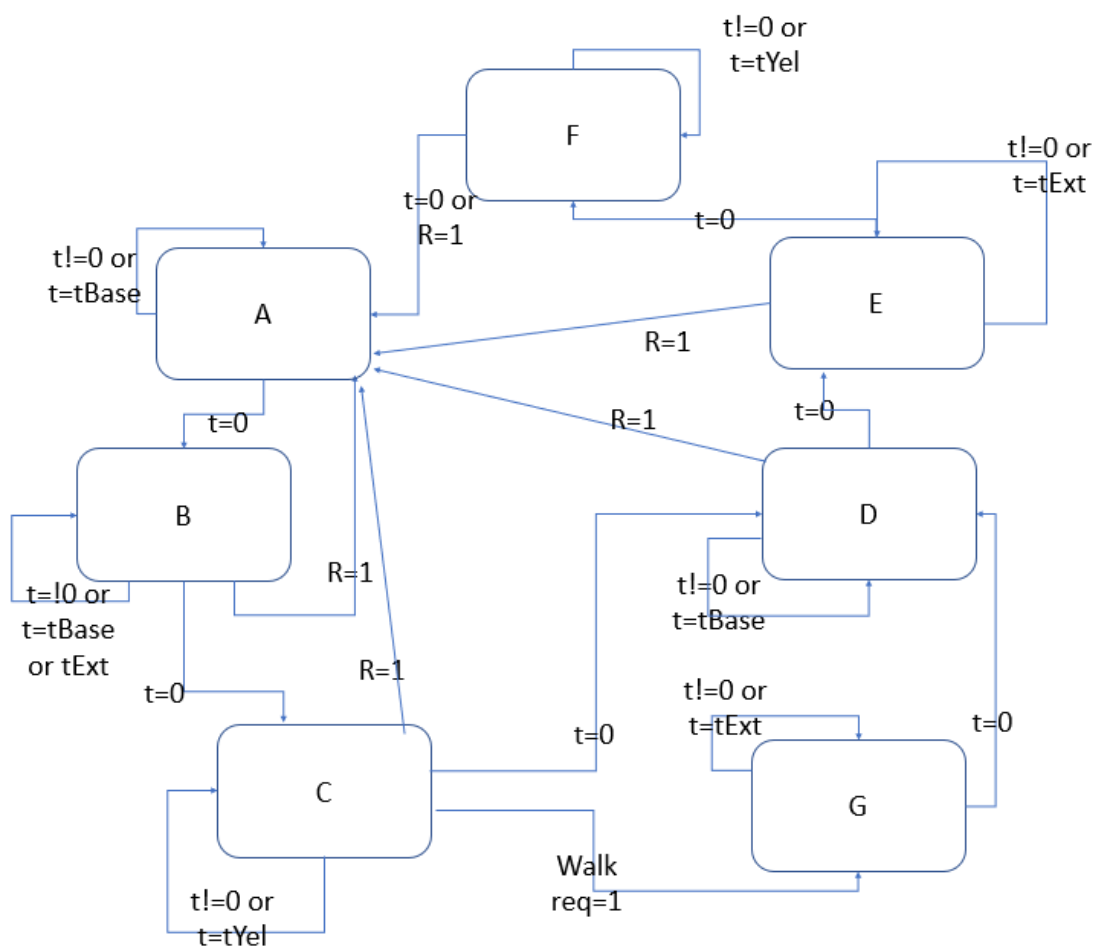 t!=0 or
t=tYel
F
t!=0 or
t=tExt
t=0 or
R=1
t=0
t!=0 or
t=tBase
A
E
R=1
t=0
R=1
t=0
B
D
R=1
t=!0 or
t=tBase
or tExt
t!=0 or
t=tBase
R=1
t=0
t!=0 or
t=tExt
t=0
t=0
C
G
Walk
req=1
t!=0 or
t=tYel